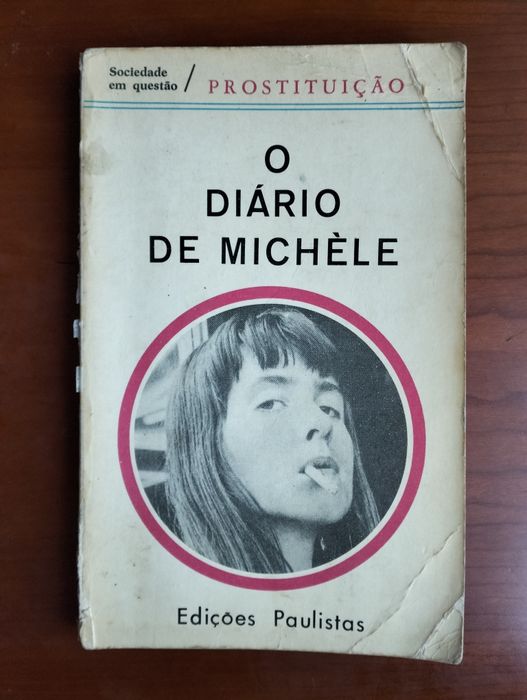 Sociedade
em questão / PROSTITUIÇÃO
O
DIÁRIO
DE MICHÈLE
Edições Paulistas